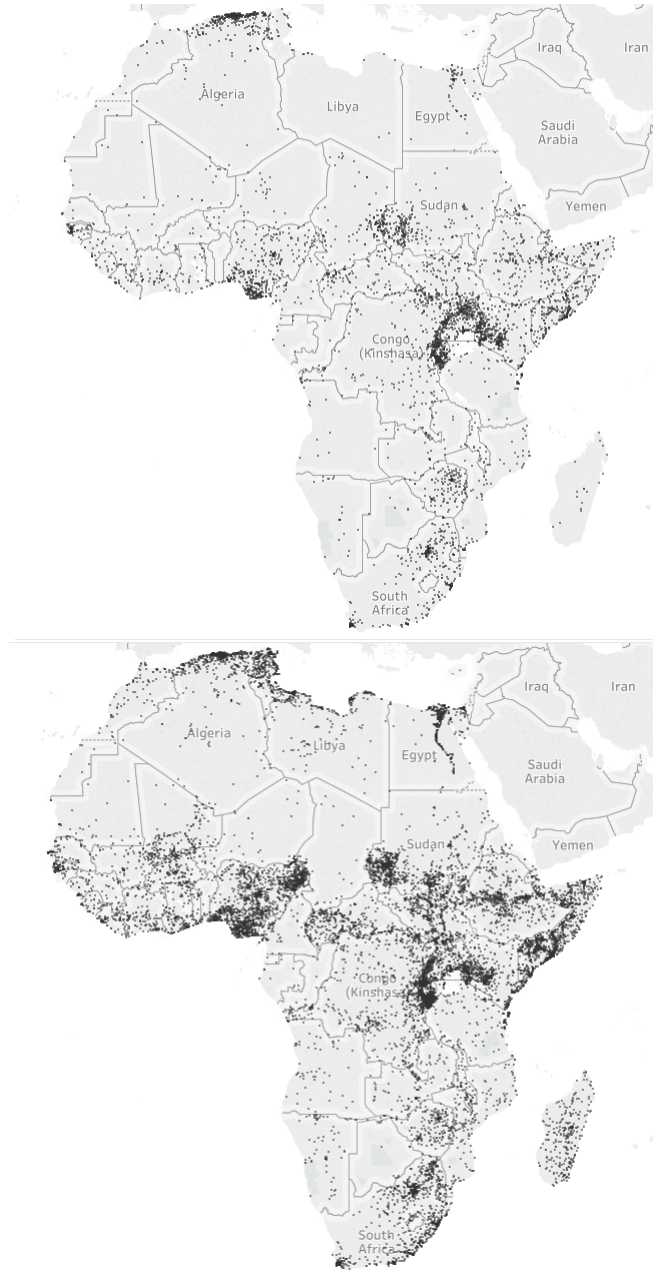 Iraq
Iran
Algeria
Libya
Egypt
Saudi
Arabia
Sudan
Yemen
Congo
(Kinshasa)
South
Africa
Iraq
Iran
Algeria
Libya
Egypt
Saudi
Arabia
Sudan
Yemen
Congo
(Kinshasa)
South
Africa